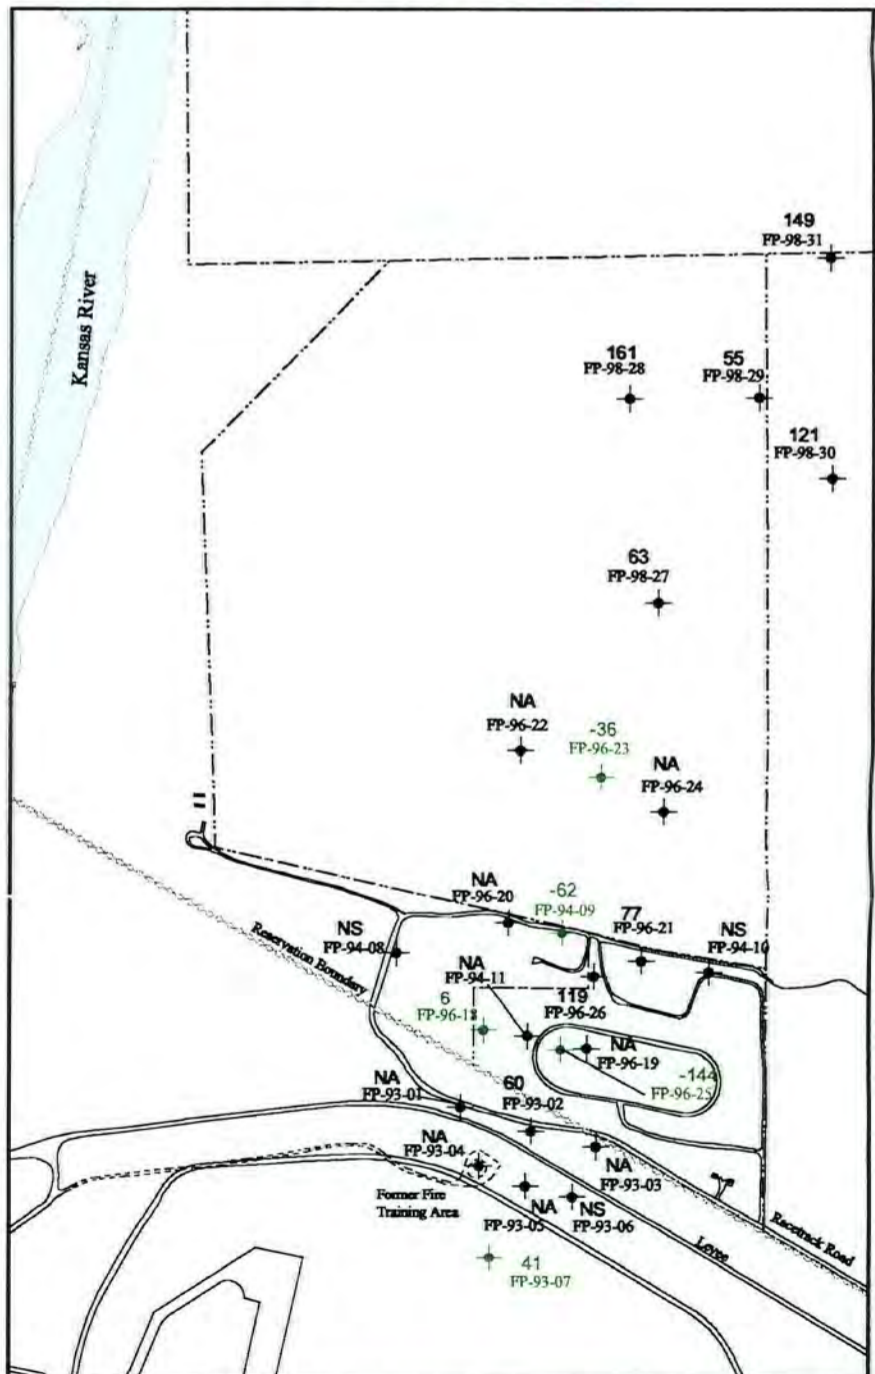 149
FP-98-31
Kansas River
161
FP-98-28
55
FP-98-29
121
FP-98-30
63
FP-98-27
NA
FP-96-22
-36
FP-96-23
NA
FP-96-24
NA
FP-96-20
-62
FP-94-09
77
FP-96-21
NS
FP-94-08
NS
FP-94-10
Reservation Boundary
NA
FP-94-11
6
FP-96-18
119
FP-96-26
NA
FP-96-19
-144
FP-96-25
NA
FP-93-01
60
FP-93-02
NA
FP-93-04
NA
FP-93-03
Former Fire
Training Area
NA
FP-93-05
NS
FP-93-06
Levee
Racetrack Road
41
FP-93-07